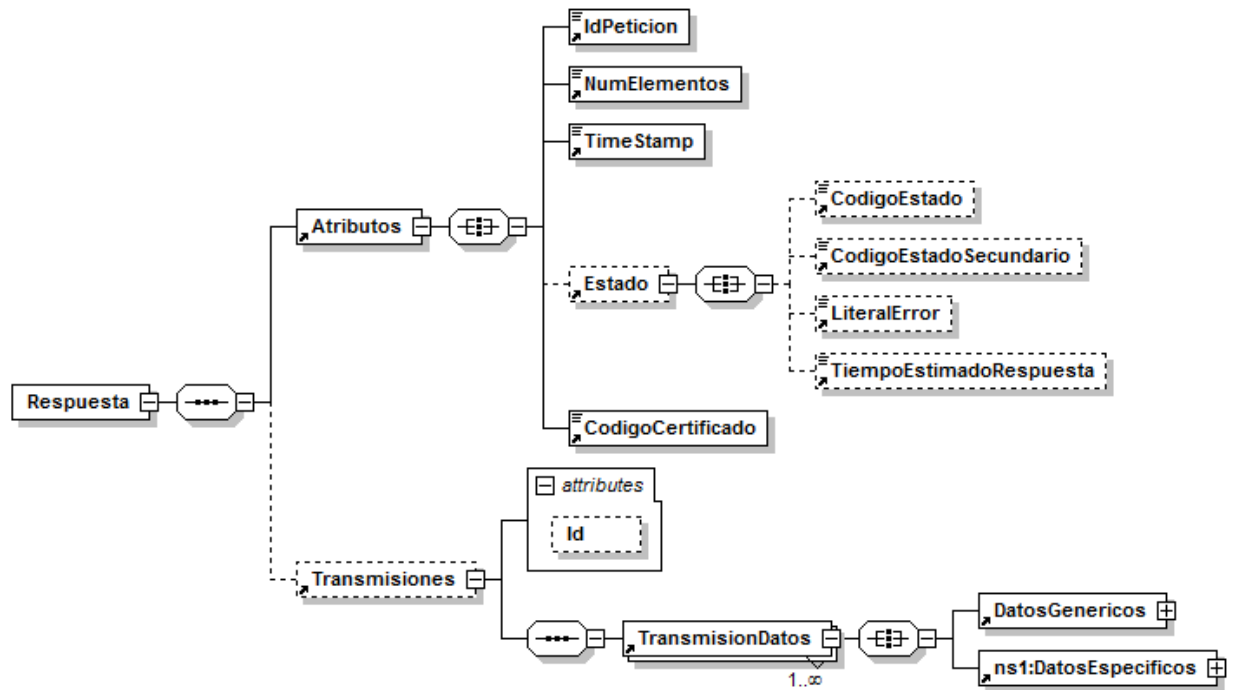 IdPeticion
NumElementos
TimeStamp
Atributos
CodigoEstado
CodigoEstadoSecundario
Estado
LiteralError
TiempoEstimadoRespuesta
Respuesta
CodigoCertificado
attributes
Id
Transmisiones
DatosGenericos
TransmisionDatos
1..∞
ns1:DatosEspecificos